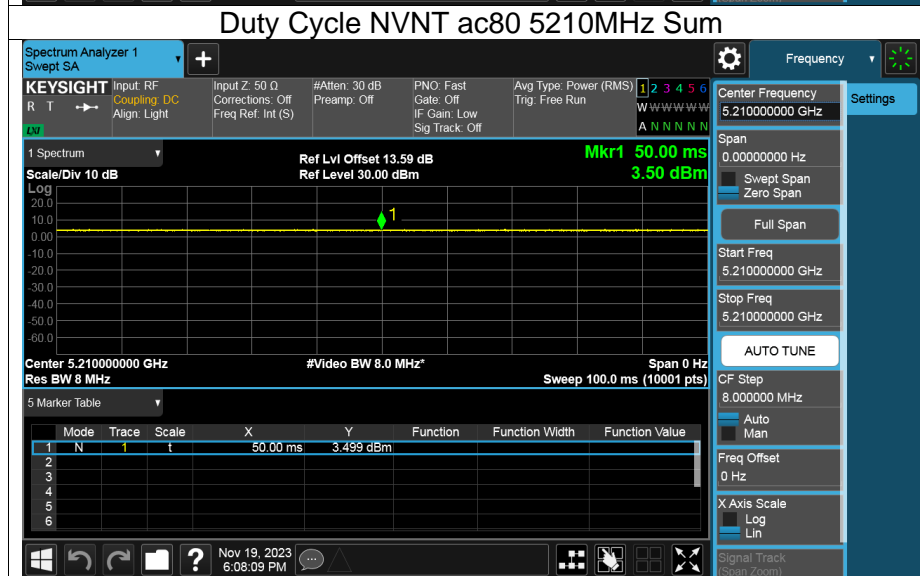 (Span Zoom)
Duty Cycle NVNT ac80 5210MHz Sum
Spectrum Analyzer 1
Swept SA
+
Frequency
KEYSIGHT
R T
LXI
Input: RF
Coupling: DC
Align: Light
Input Z: 50 Ω
Corrections: Off
Freq Ref: Int (S)
#Atten: 30 dB
Preamp: Off
PNO: Fast
Gate: Off
IF Gain: Low
Sig Track: Off
Avg Type: Power (RMS)
Trig: Free Run
1 2 3 4 5 6
W W W W W W
A N N N N N
1 Spectrum
Scale/Div 10 dB
Ref Lvl Offset 13.59 dB
Ref Level 30.00 dBm
Mkr1 50.00 ms
3.50 dBm
Log
20.0
10.0
0.00
-10.0
-20.0
-30.0
-40.0
-50.0
-60.0
1
Center 5.210000000 GHz
Res BW 8 MHz
#Video BW 8.0 MHz*
Span 0 Hz
Sweep 100.0 ms (10001 pts)
5 Marker Table
Mode Trace Scale X Y Function Function Width Function Value
1 N 1 t 50.00 ms 3.499 dBm
2
3
4
5
6
Nov 19, 2023
6:08:09 PM
?
Center Frequency
5.210000000 GHz
Settings
Span
0.00000000 Hz
Swept Span
Zero Span
Full Span
Start Freq
5.210000000 GHz
Stop Freq
5.210000000 GHz
AUTO TUNE
CF Step
8.000000 MHz
Auto
Man
Freq Offset
0 Hz
X Axis Scale
Log
Lin
Signal Track
(Span Zoom)